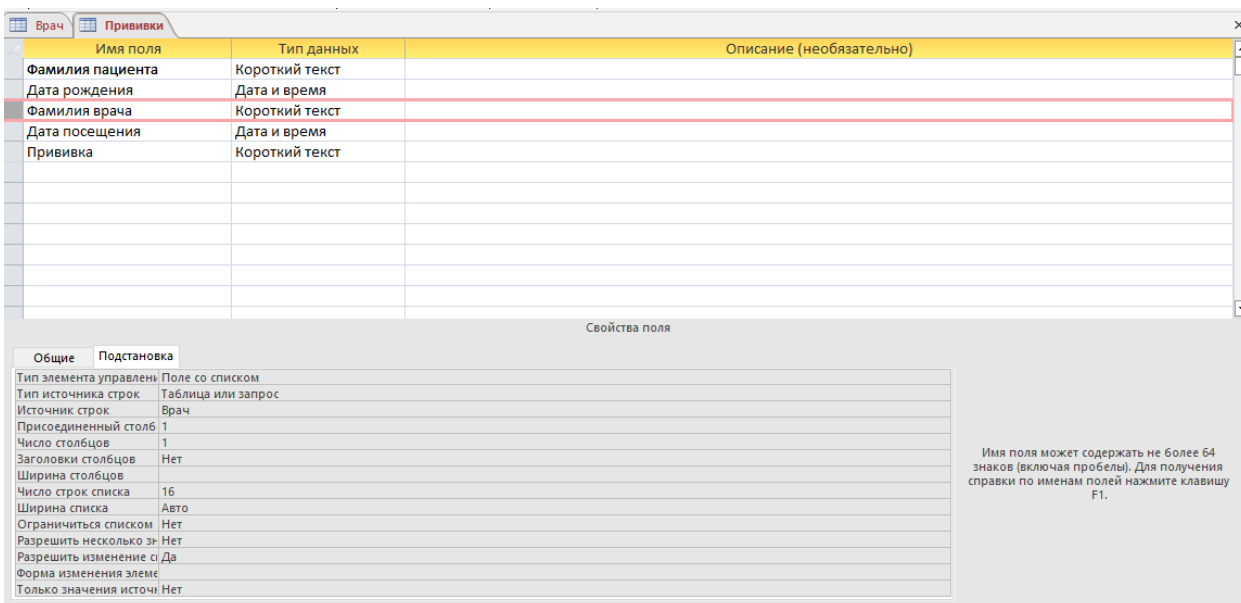 Врач Прививки
Имя поля Тип данных Описание (необязательно)
Фамилия пациента Короткий текст
Дата рождения Дата и время
Фамилия врача Короткий текст
Дата посещения Дата и время
Прививка Короткий текст
Свойства поля
Общие Подстановка
Тип элемента управлени Поле со списком
Тип источника строк Таблица или запрос
Источник строк Врач
Присоединенный столб 1
Число столбцов 1
Заголовки столбцов Нет
Ширина столбцов
Число строк списка 16
Ширина списка Авто
Ограничиться списком Нет
Разрешить несколько зн Нет
Разрешить изменение сп Да
Форма изменения элеме
Только значения источн Нет
Имя поля может содержать не более 64
знаков (включая пробелы). Для получения
справки по именам полей нажмите клавишу
F1.